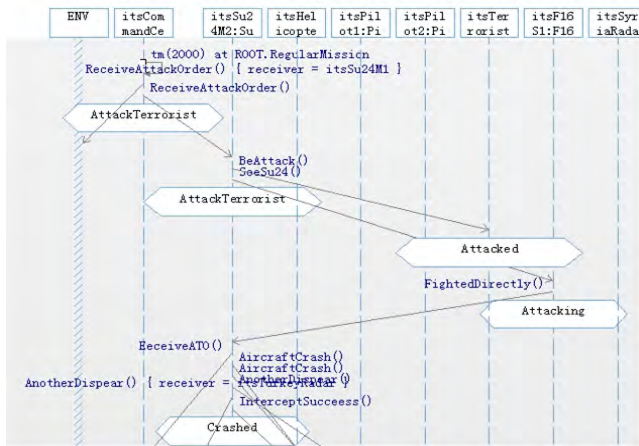 ENV
itsCom
mandCe
itsSu2
4M2:Su
itsHel
icopte
itsPil
ot1:Pi
itsPil
ot2:Pi
itsTer
rorist
itsF16
S1:F16
itsSyr
iaRada
tm(2000) at ROOT.RegularMission
ReceiveAttackOrder() { receiver = itsSu24M1 }
ReceiveAttackOrder()
AttackTerrorist
BeAttack()
SeeSu24()
AttackTerrorist
Attacked
FightedDirectly()
Attacking
EeceiveATO()
AircraftCrash()
AircraftCrash()
AnotherDispear()
AnotherDispear() { receiver = itsTurkeyRadar }
InterceptSucceess()
Crashed